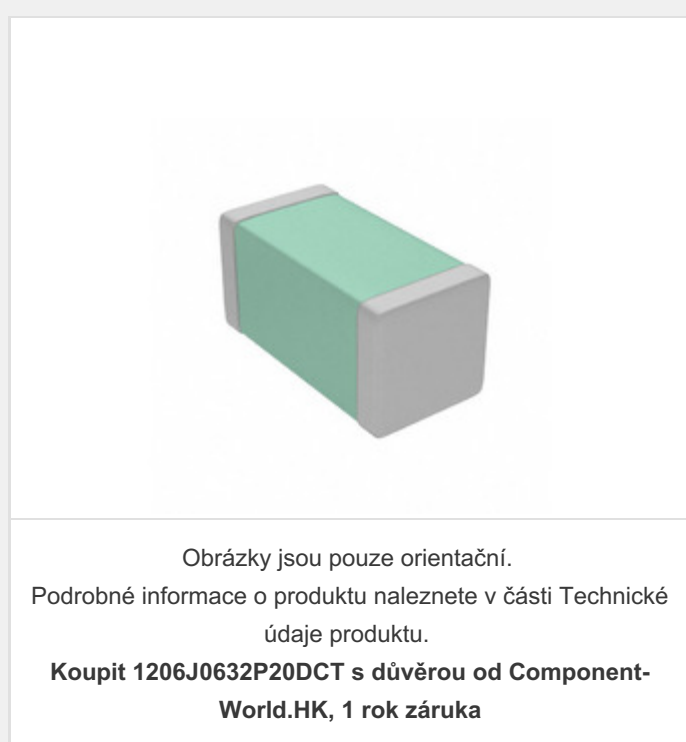 Obrázky jsou pouze orientační.
Podrobné informace o produktu naleznete v části Technické
údaje produktu.
Koupit 1206J0632P20DCT s důvěrou od Component-
World.HK, 1 rok záruka